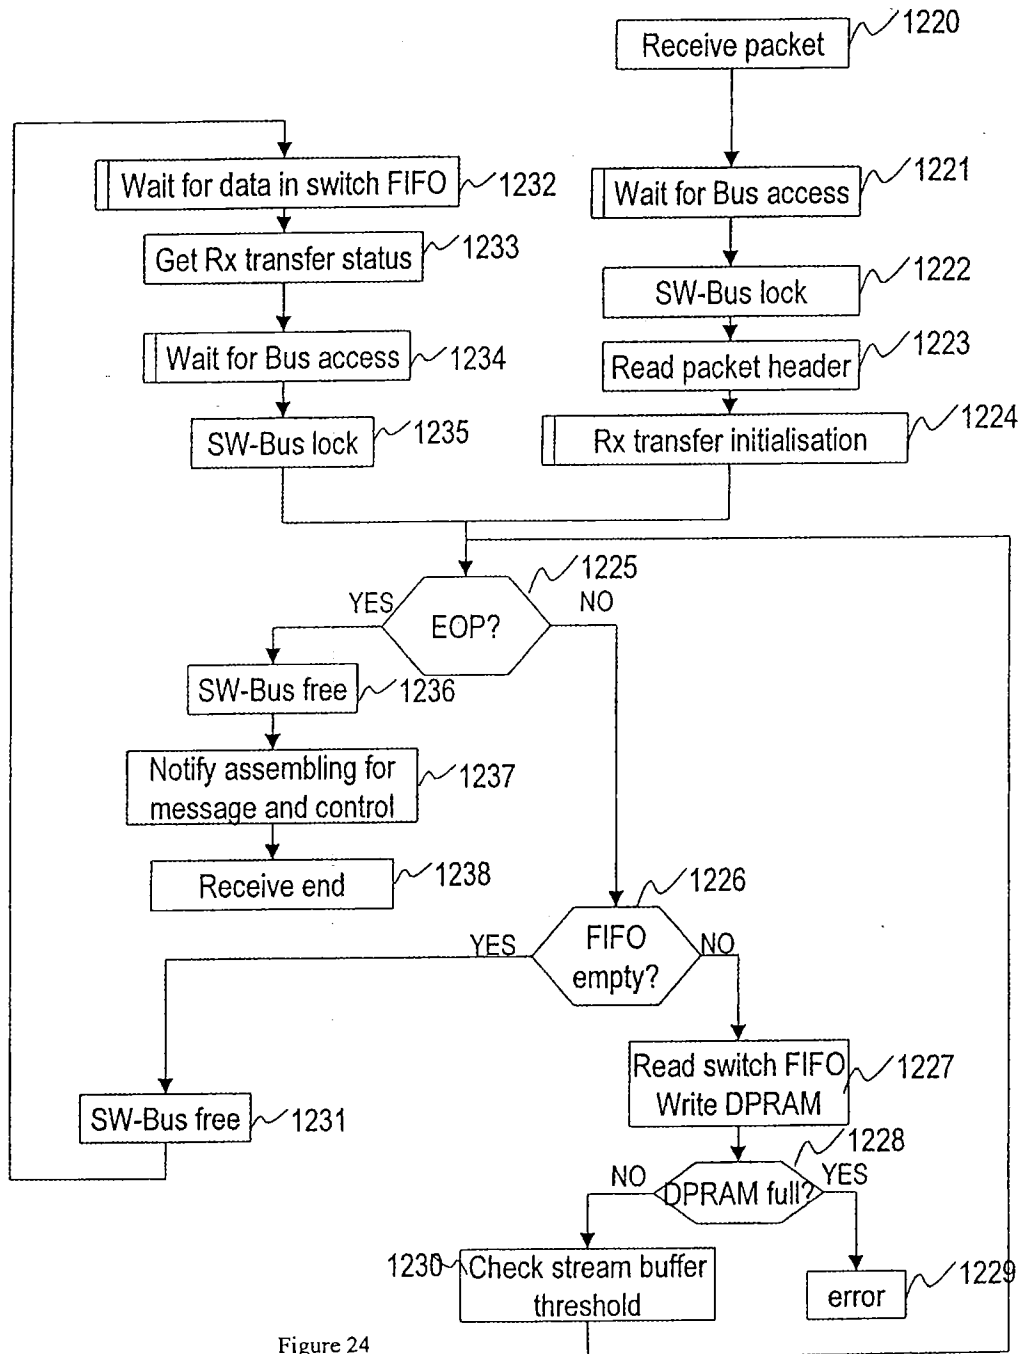 Receive packet
1220
Wait for data in switch FIFO
1232
Wait for Bus access
1221
Get Rx transfer status
1233
SW-Bus lock
1222
Wait for Bus access
1234
Read packet header
1223
SW-Bus lock
1235
Rx transfer initialisation
1224
1225
YES
EOP?
NO
SW-Bus free
1236
Notify assembling for
message and control
1237
Receive end
1238
1226
YES
FIFO
empty?
NO
Read switch FIFO
Write DPRAM
1227
SW-Bus free
1231
1228
NO
DPRAM full?
YES
1230
Check stream buffer
threshold
error
1229
Figure 24